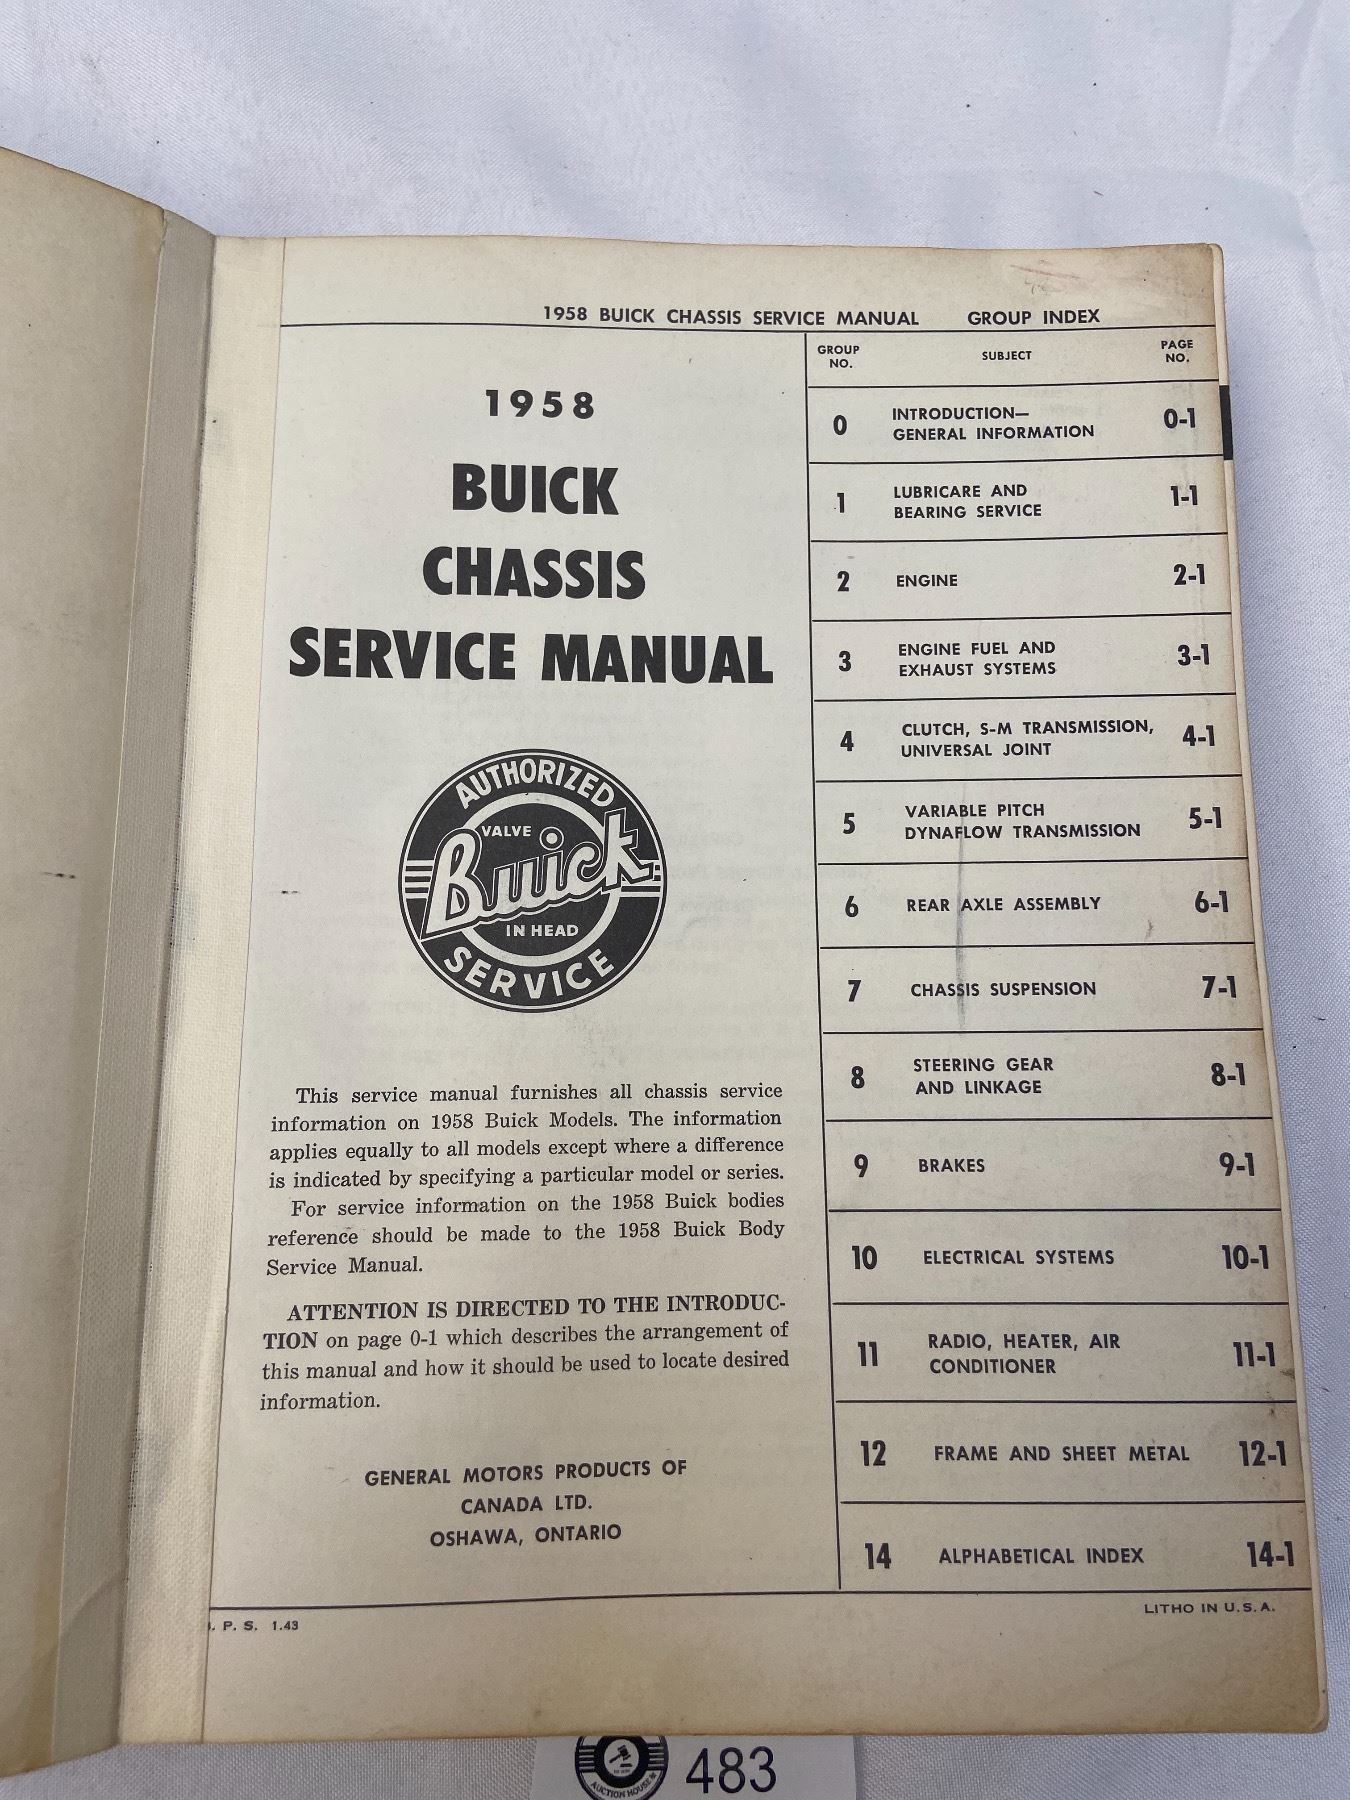 1958 BUICK CHASSIS SERVICE MANUAL GROUP INDEX
1958
BUICK
CHASSIS
SERVICE MANUAL
AUTHORIZED
VALVE
Buick
IN HEAD
SERVICE
This service manual furnishes all chassis service
information on 1958 Buick Models. The information
applies equally to all models except where a difference
is indicated by specifying a particular model or series.
For service information on the 1958 Buick bodies
reference should be made to the 1958 Buick Body
Service Manual.
ATTENTION IS DIRECTED TO THE INTRODUC-
TION on page 0-1 which describes the arrangement of
this manual and how it should be used to locate desired
information.
GENERAL MOTORS PRODUCTS OF
CANADA LTD.
OSHAWA, ONTARIO
GROUP NO. SUBJECT PAGE NO.
0 INTRODUCTION— 0-1
GENERAL INFORMATION
1 LUBRICARE AND 1-1
BEARING SERVICE
2 ENGINE 2-1
3 ENGINE FUEL AND 3-1
EXHAUST SYSTEMS
4 CLUTCH, S-M TRANSMISSION, 4-1
UNIVERSAL JOINT
5 VARIABLE PITCH 5-1
DYNAFLOW TRANSMISSION
6 REAR AXLE ASSEMBLY 6-1
7 CHASSIS SUSPENSION 7-1
8 STEERING GEAR 8-1
AND LINKAGE
9 BRAKES 9-1
10 ELECTRICAL SYSTEMS 10-1
11 RADIO, HEATER, AIR 11-1
CONDITIONER
12 FRAME AND SHEET METAL 12-1
14 ALPHABETICAL INDEX 14-1
P. S. 1.43
LITHO IN U.S.A.
AUCTION HOUSE
483